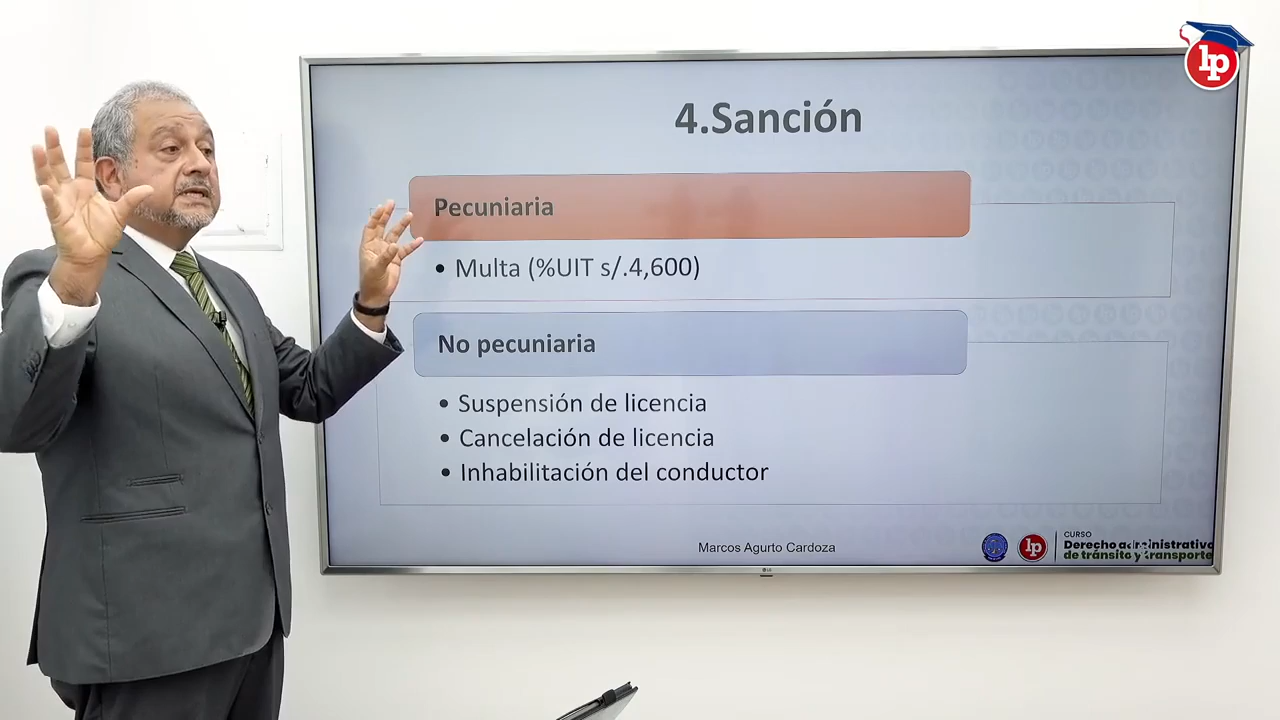 lp
4.Sanción
Pecuniaria
• Multa (%UIT s/.4,600)
No pecuniaria
• Suspensión de licencia
• Cancelación de licencia
• Inhabilitación del conductor
Marcos Agurto Cardoza
lp
CURSO
Derecho administrativo
de tránsito y transporte
LG